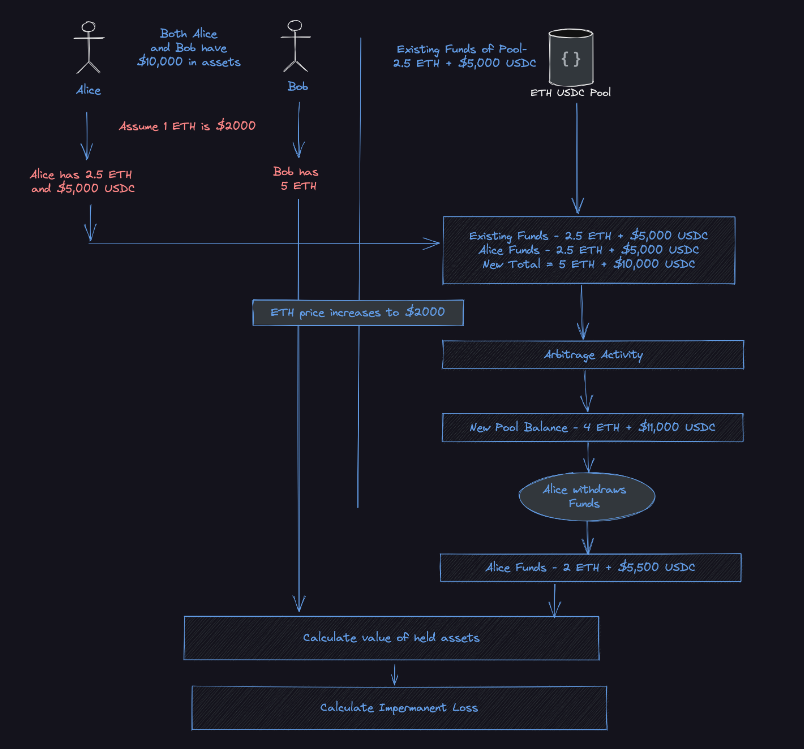 Both Alice
and Bob have
$10,000 in assets
Alice
Bob
Existing Funds of Pool-
2.5 ETH + $5,000 USDC
{ }
ETH USDC Pool
Assume 1 ETH is $2000
Alice has 2.5 ETH
and $5,000 USDC
Bob has
5 ETH
Existing Funds - 2.5 ETH + $5,000 USDC
Alice Funds - 2.5 ETH + $5,000 USDC
New Total = 5 ETH + $10,000 USDC
ETH price increases to $2000
Arbitrage Activity
New Pool Balance - 4 ETH + $11,000 USDC
Alice withdraws
Funds
Alice Funds - 2 ETH + $5,500 USDC
Calculate value of held assets
Calculate Impermanent Loss